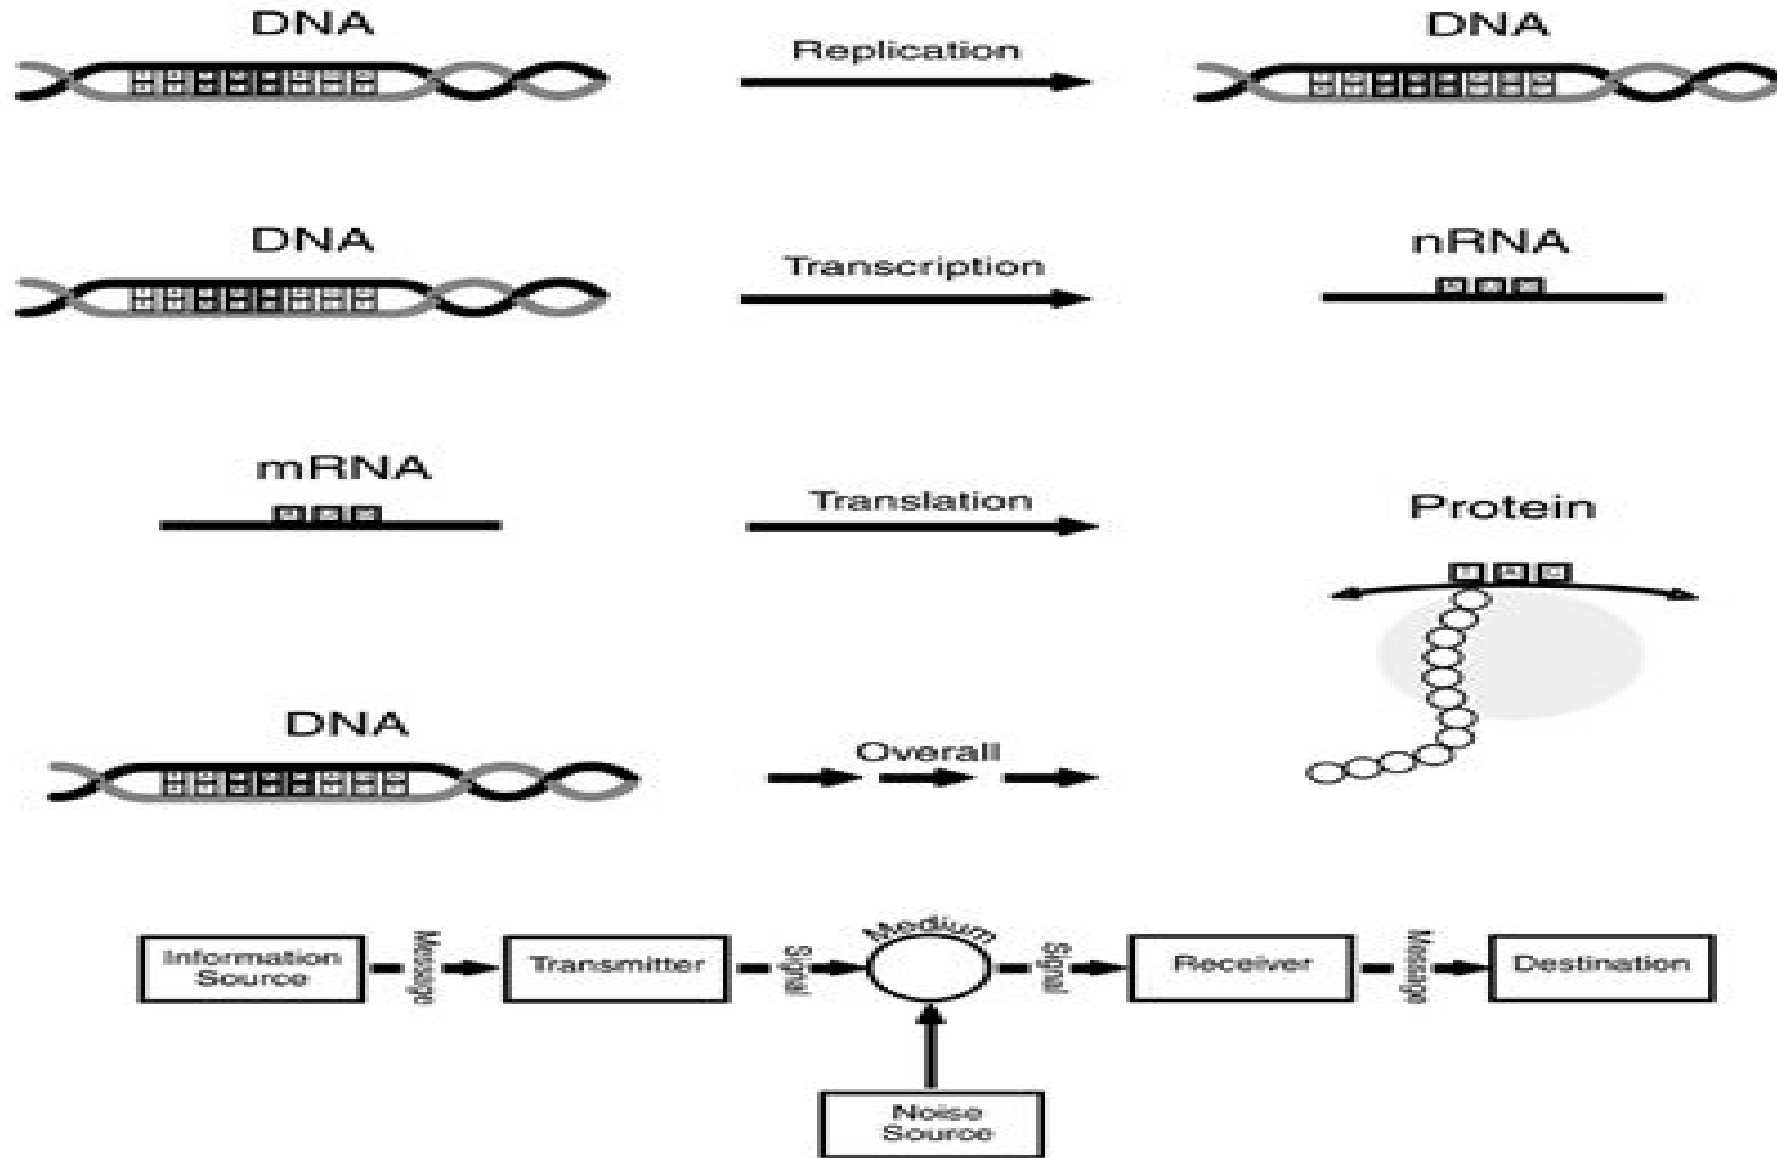 DNA
Replication
DNA
DNA
Transcription
nRNA
mRNA
Translation
Protein
T A C
DNA
Overall
Information
Source
Message
Transmitter
Signal
Medium
Signal
Receiver
Message
Destination
Noise
Source